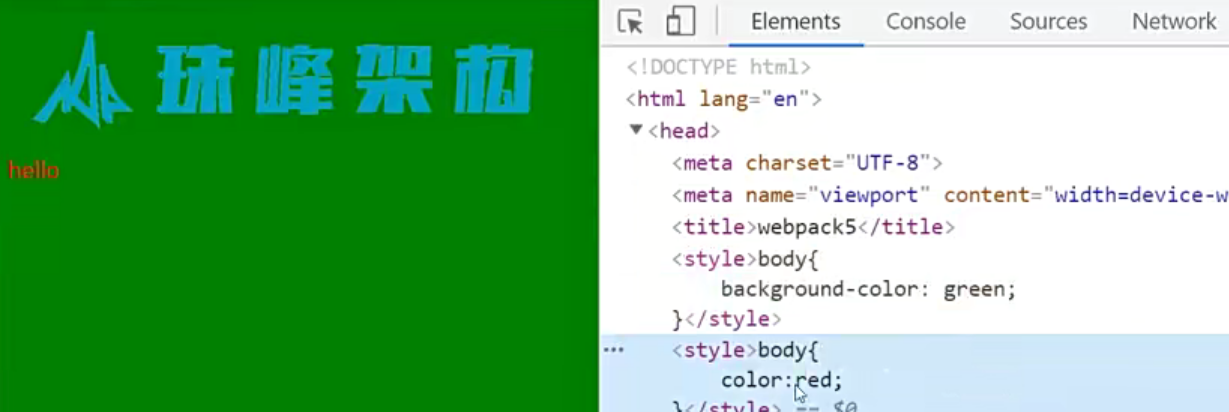 珠峰架构
hello
Elements Console Sources Network
<!DOCTYPE html>
<html lang="en">
<head>
<meta charset="UTF-8">
<meta name="viewport" content="width=device-w
<title>webpack5</title>
<style>body{
background-color: green;
}</style>
<style>body{
color:red;
}</style> == $0